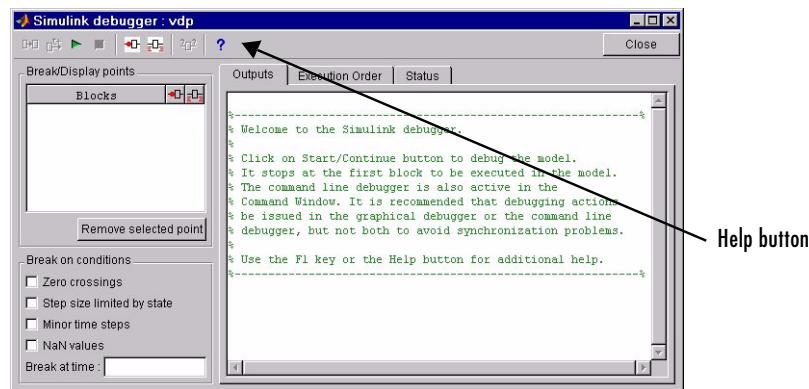 Simulink debugger : vdp
?
Close
Break/Display points
Blocks
Remove selected point
Break on conditions
Zero crossings
Step size limited by state
Minor time steps
NaN values
Break at time :
Outputs
Execution Order
Status
%----------------------------------------------------------------%
% Welcome to the Simulink debugger.
%
% Click on Start/Continue button to debug the model.
% It stops at the first block to be executed in the model.
% The command line debugger is also active in the
% Command Window. It is recommended that debugging actions
% be issued in the graphical debugger or the command line
% debugger, but not both to avoid synchronization problems.
%
% Use the F1 key or the Help button for additional help.
%----------------------------------------------------------------%
Help button